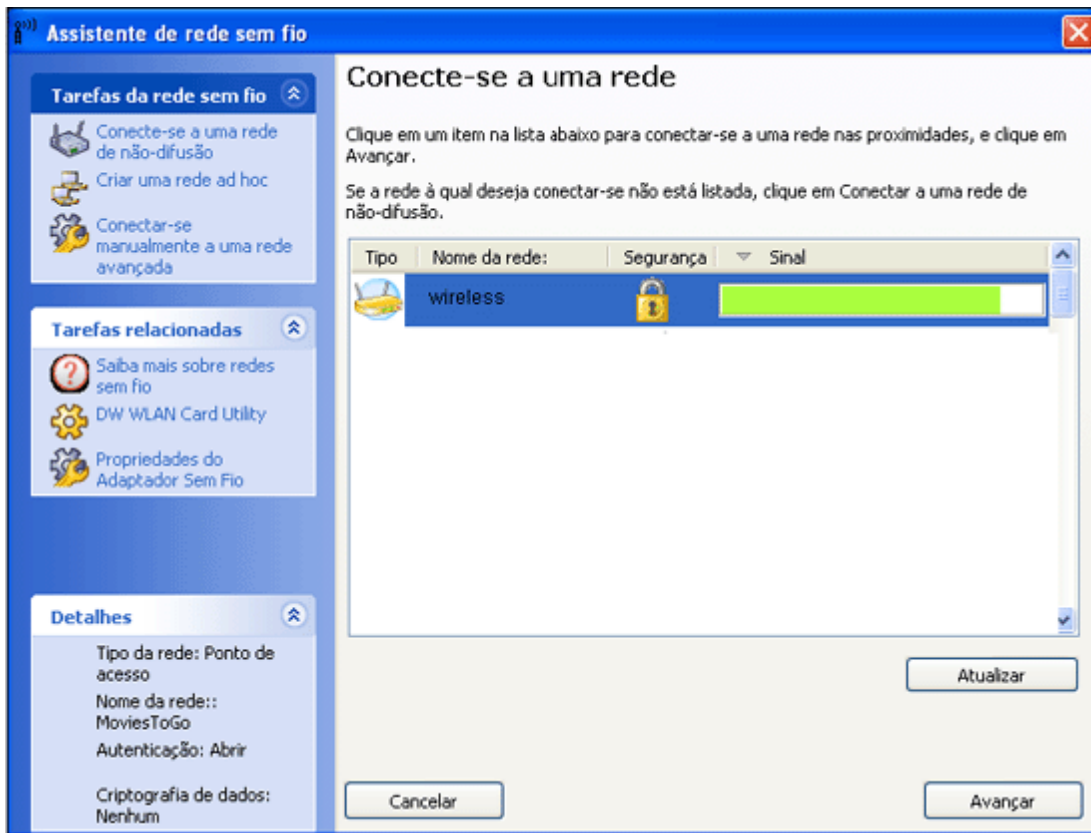 Assistente de rede sem fio
Tarefas da rede sem fio
Conecte-se a uma rede
de não-difusão
Criar uma rede ad hoc
Conectar-se
manualmente a uma rede
avançada
Tarefas relacionadas
Saiba mais sobre redes
sem fio
DW WLAN Card Utility
Propriedades do
Adaptador Sem Fio
Detalhes
Tipo da rede: Ponto de
acesso
Nome da rede::
MoviesToGo
Autenticação: Abrir
Criptografia de dados:
Nenhum
Conecte-se a uma rede
Clique em um item na lista abaixo para conectar-se a uma rede nas proximidades, e clique em
Avançar.
Se a rede à qual deseja conectar-se não está listada, clique em Conectar a uma rede de
não-difusão.
Tipo Nome da rede: Segurança Sinal
wireless
Atualizar
Cancelar Avançar